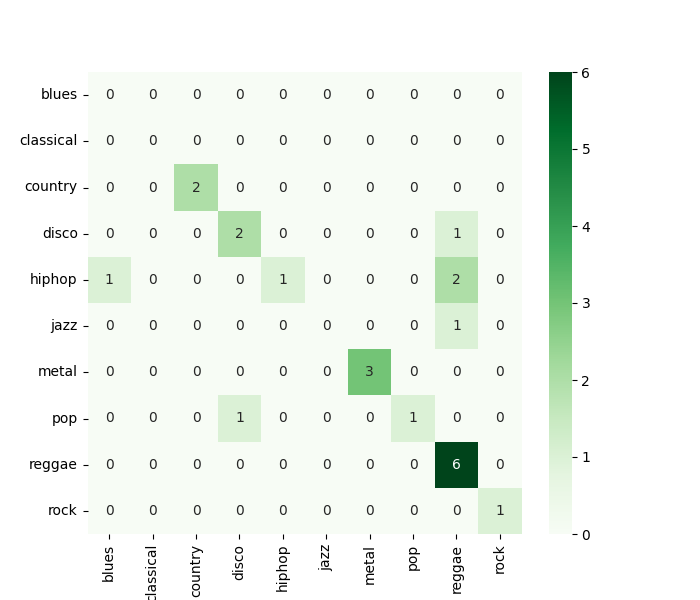 blues 0 0 0 0 0 0 0 0 0 0
classical 0 0 0 0 0 0 0 0 0 0
country 0 0 2 0 0 0 0 0 0 0
disco 0 0 0 2 0 0 0 0 1 0
hiphop 1 0 0 0 1 0 0 0 2 0
jazz 0 0 0 0 0 0 0 0 1 0
metal 0 0 0 0 0 0 3 0 0 0
pop 0 0 0 1 0 0 0 1 0 0
reggae 0 0 0 0 0 0 0 0 6 0
rock 0 0 0 0 0 0 0 0 0 1
blues
classical
country
disco
hiphop
jazz
metal
pop
reggae
rock
6
5
4
3
2
1
0